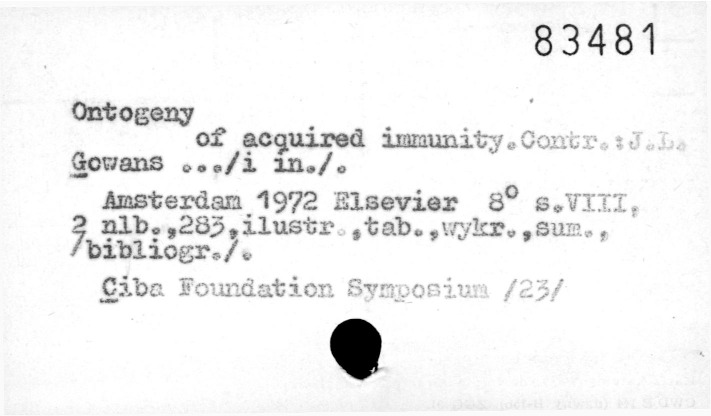 83481
Ontogeny
of acquired immunity.Contr.:J.L.
Gowans .../i in./.
Amsterdam 1972 Elsevier 8° s.VIII,
2 nlb.,283,ilustr.,tab.,wykr.,sum.,
/bibliogr./.
Ciba Foundation Symposium /23/